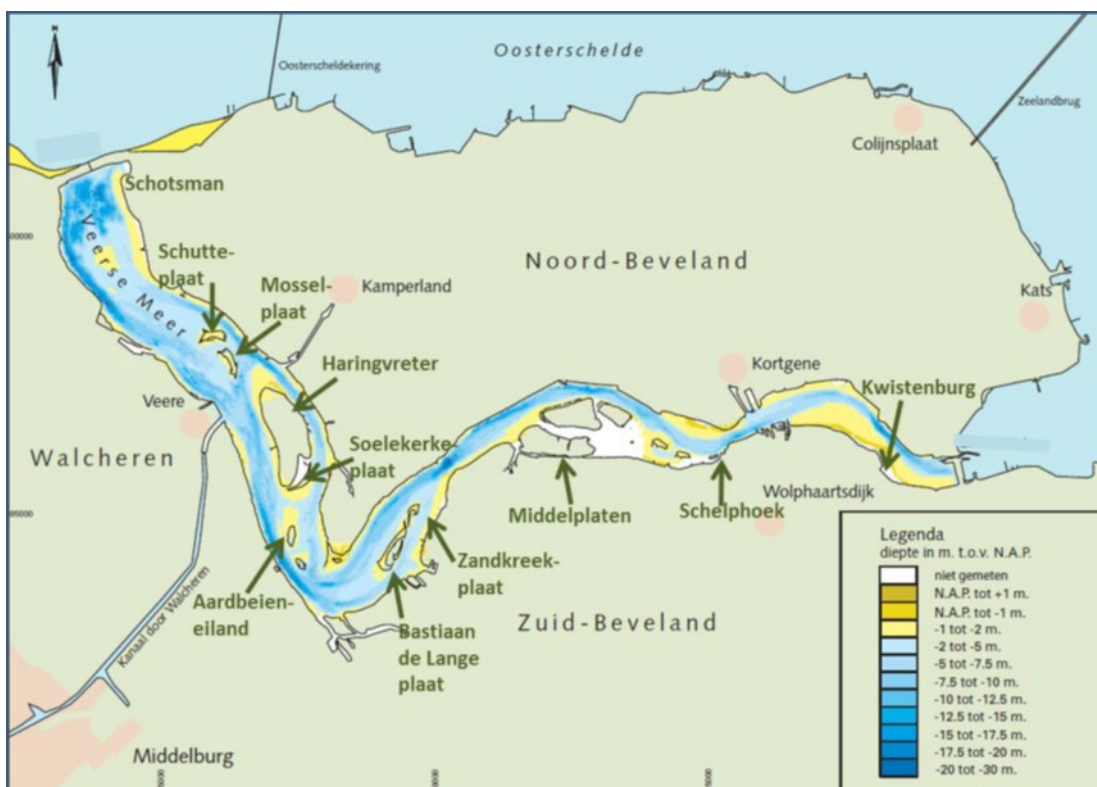 Oosterschelde
Oosterscheldekering
Zeelandbrug
Colijnsplaat
Schotsman
Veerse Meer
Schutte-
plaat
Mossel-
plaat
Kamperland
Noord-Beveland
Kats
Haringvreter
Kortgene
Kwistenburg
Veere
Walcheren
Soelekerke-
plaat
Middelplaten
Schelphoek
Wolphaartsdijk
Zandkreek-
plaat
Aardbeien-
eiland
Bastiaan
de Lange
plaat
Zuid-Beveland
Kanaal door Walcheren
Middelburg
Legenda
diepte in m. t.o.v. N.A.P.
niet gemeten
N.A.P. tot +1 m.
N.A.P. tot -1 m.
-1 tot -2 m.
-2 tot -5 m.
-5 tot -7.5 m.
-7.5 tot -10 m.
-10 tot -12.5 m.
-12.5 tot -15 m.
-15 tot -17.5 m.
-17.5 tot -20 m.
-20 tot -30 m.